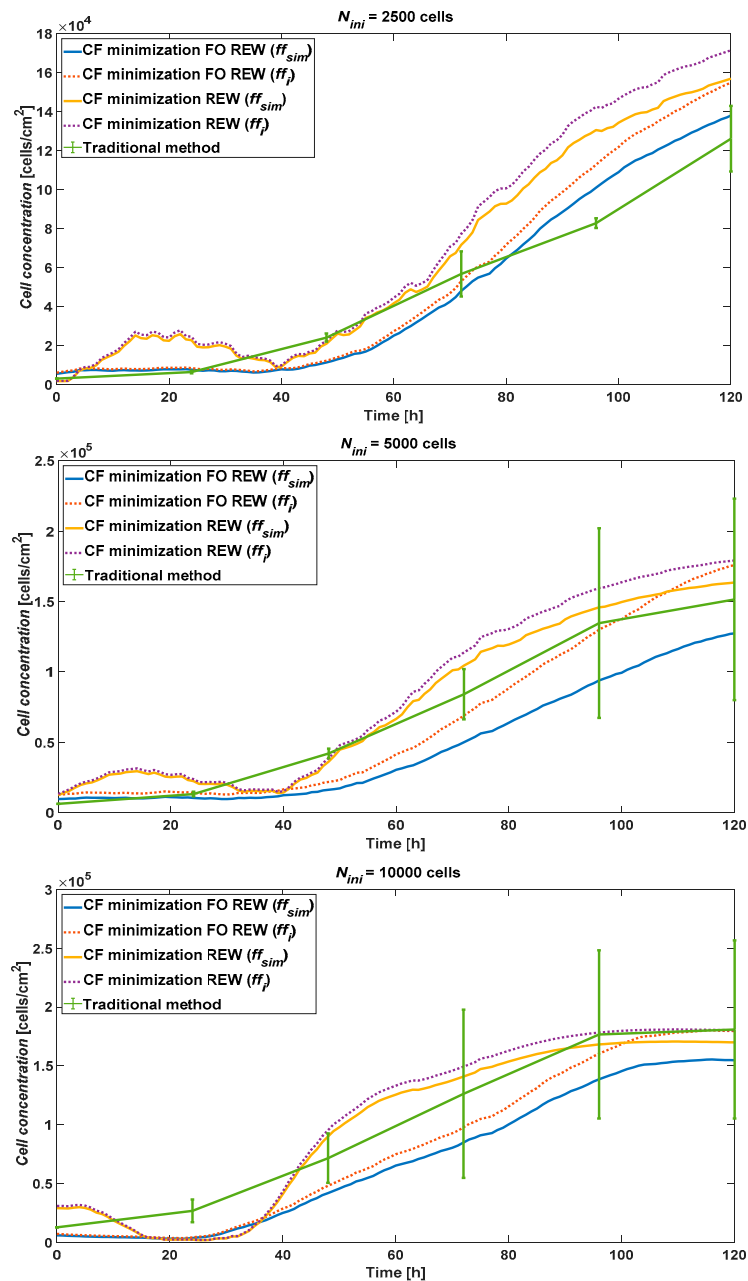 N_ini = 2500 cells
×10^4
18
16
14
12
10
8
6
4
2
0
Cell concentration [cells/cm^2]
CF minimization FO REW (ff_sim)
CF minimization FO REW (ff_i)
CF minimization REW (ff_sim)
CF minimization REW (ff_i)
Traditional method
0 20 40 60 80 100 120
Time [h]
N_ini = 5000 cells
×10^5
2.5
2
1.5
1
0.5
0
Cell concentration [cells/cm^2]
CF minimization FO REW (ff_sim)
CF minimization FO REW (ff_i)
CF minimization REW (ff_sim)
CF minimization REW (ff_i)
Traditional method
0 20 40 60 80 100 120
Time [h]
N_ini = 10000 cells
×10^5
3
2.5
2
1.5
1
0.5
0
Cell concentration [cells/cm^2]
CF minimization FO REW (ff_sim)
CF minimization FO REW (ff_i)
CF minimization REW (ff_sim)
CF minimization REW (ff_i)
Traditional method
0 20 40 60 80 100 120
Time [h]